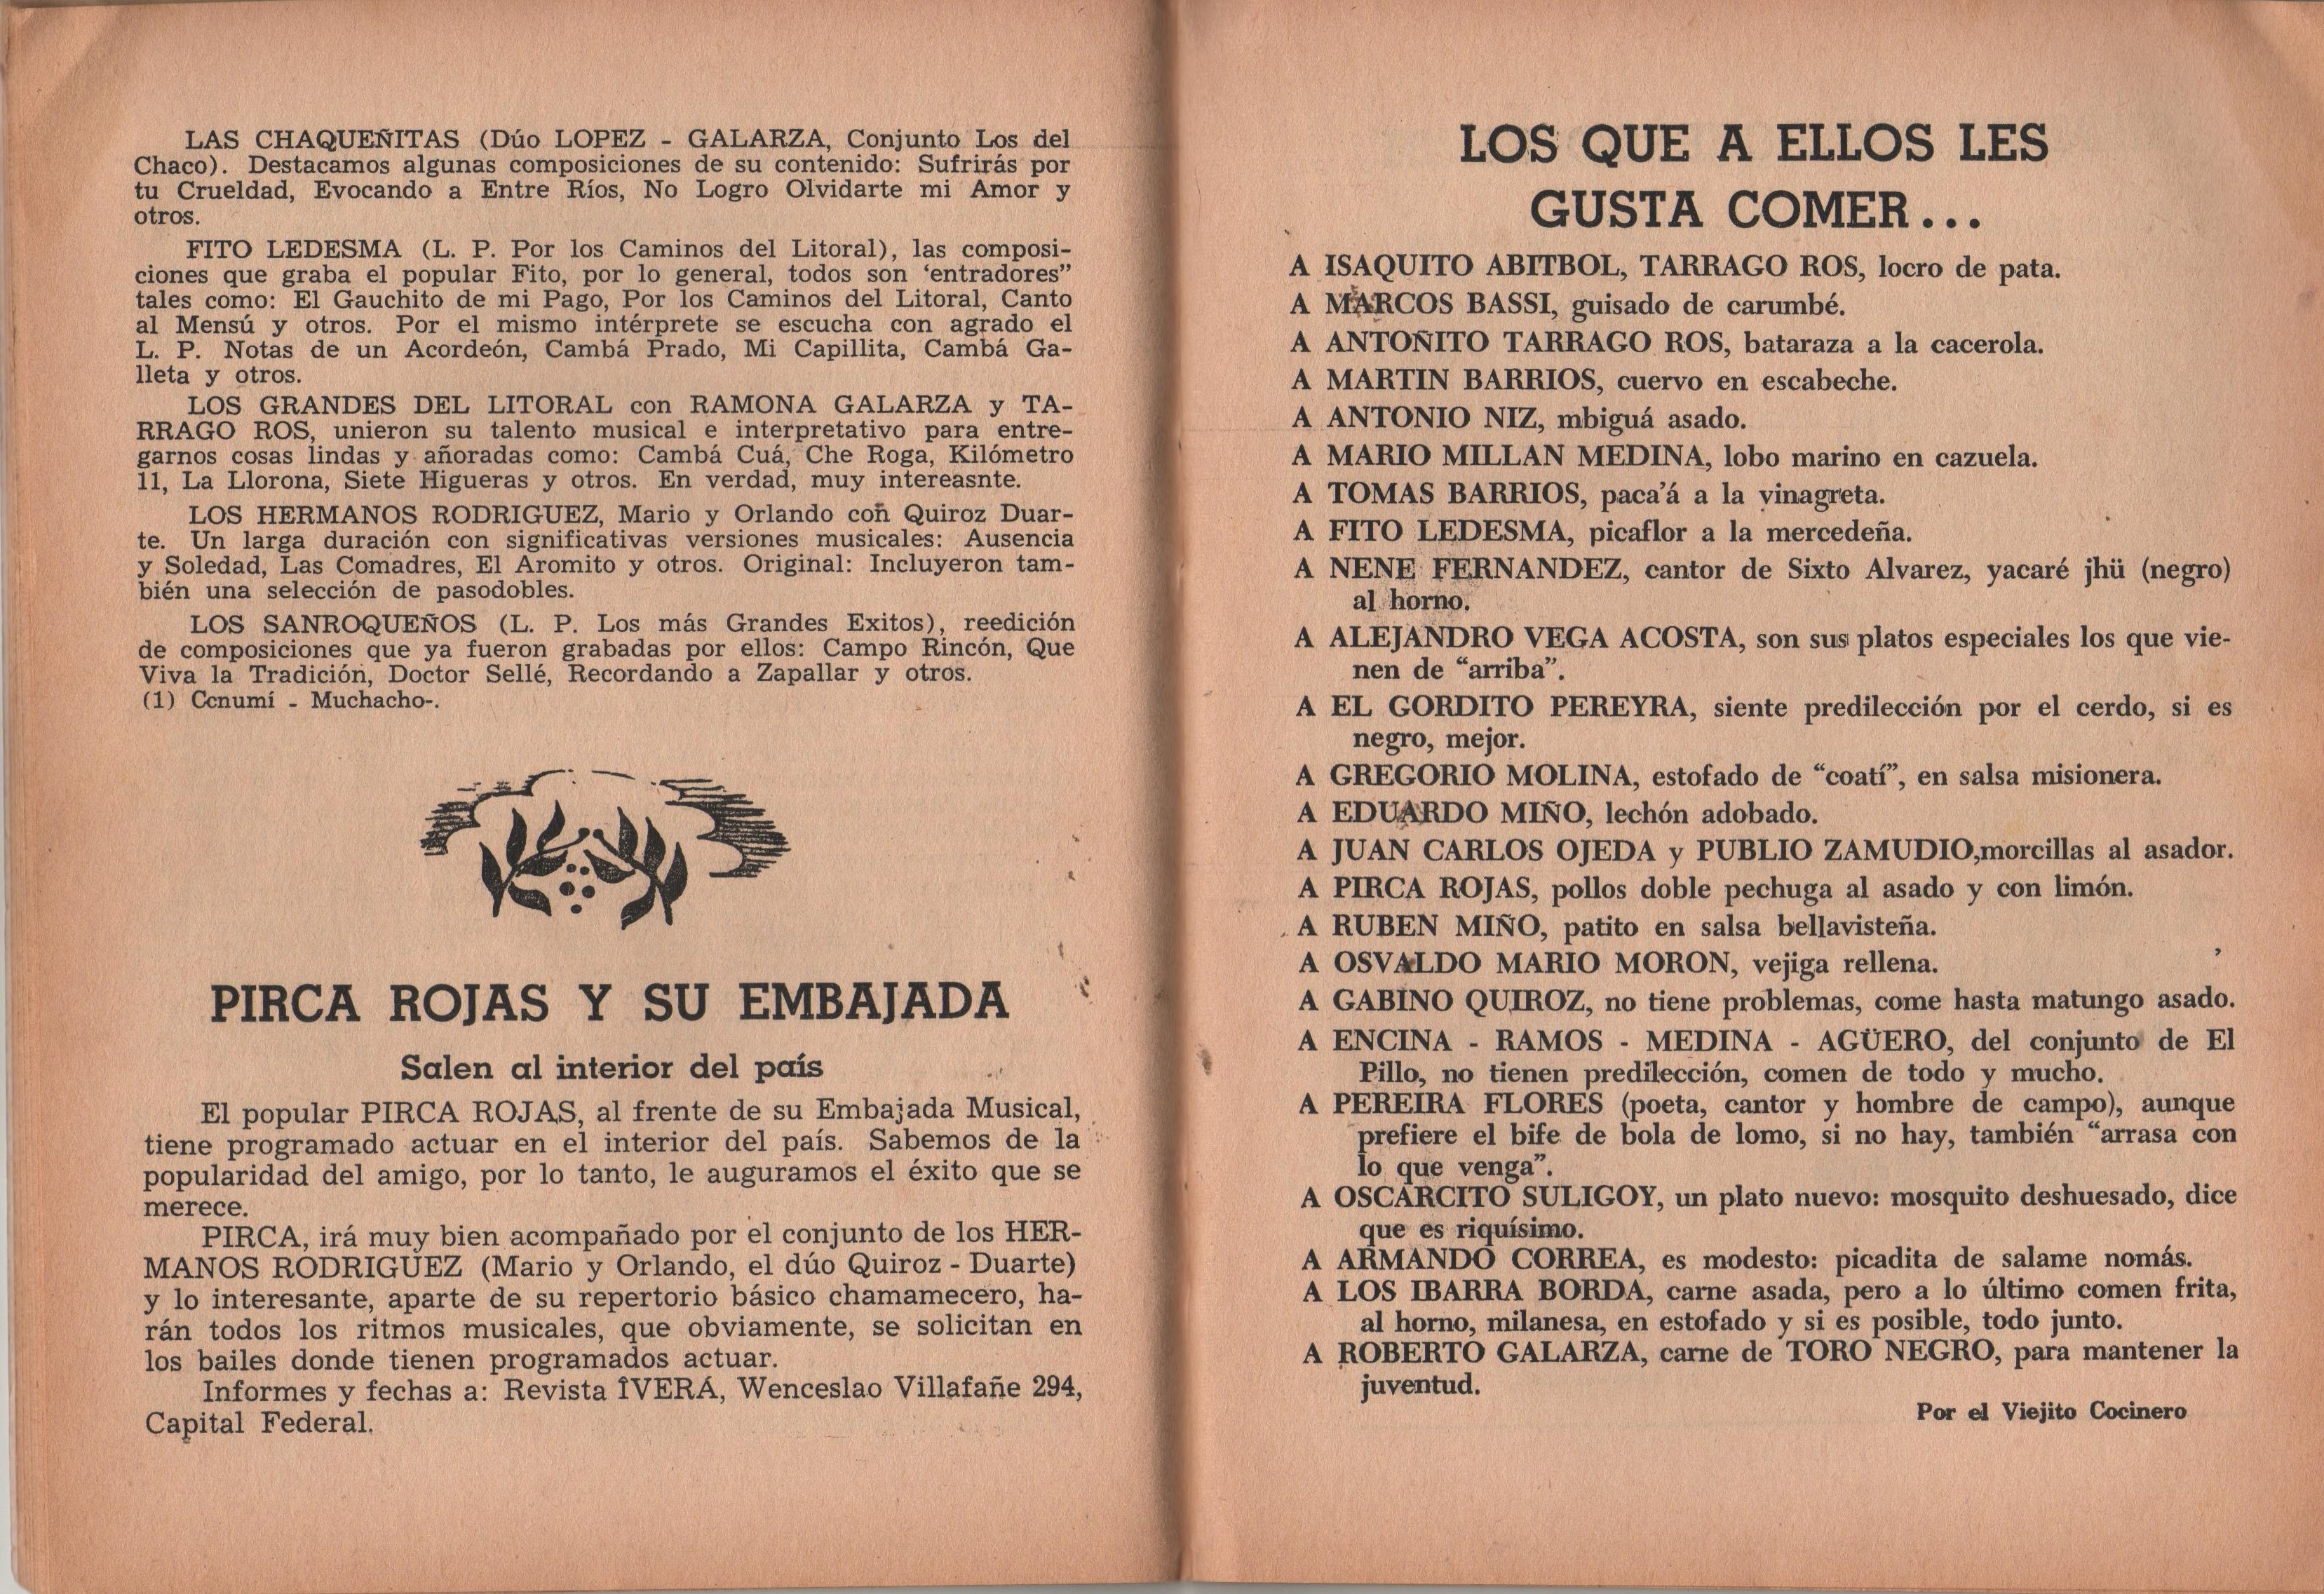 LAS CHAQUEÑITAS (Dúo LOPEZ - GALARZA, Conjunto Los del
Chaco). Destacamos algunas composiciones de su contenido: Sufrirás por
tu Crueldad, Evocando a Entre Ríos, No Logro Olvidarte mi Amor y
otros.
FITO LEDESMA (L. P. Por los Caminos del Litoral), las composi-
ciones que graba el popular Fito, por lo general, todos son ‘entradores”
tales como: El Gauchito de mi Pago, Por los Caminos del Litoral, Canto
al Mensú y otros. Por el mismo intérprete se escucha con agrado el
L. P. Notas de un Acordeón, Cambá Prado, Mi Capillita, Cambá Ga-
lleta y otros.
LOS GRANDES DEL LITORAL con RAMONA GALARZA y TA-
RRAGO ROS, unieron su talento musical e interpretativo para entre-
garnos cosas lindas y añoradas como: Cambá Cuá, Che Roga, Kilómetro
11, La Llorona, Siete Higueras y otros. En verdad, muy intereasnte.
LOS HERMANOS RODRIGUEZ, Mario y Orlando con Quiroz Duar-
te. Un larga duración con significativas versiones musicales: Ausencia
y Soledad, Las Comadres, El Aromito y otros. Original: Incluyeron tam-
bién una selección de pasodobles.
LOS SANROQUEÑOS (L. P. Los más Grandes Exitos), reedición
de composiciones que ya fueron grabadas por ellos: Campo Rincón, Que
Viva la Tradición, Doctor Sellé, Recordando a Zapallar y otros.
(1) Ccnumí - Muchacho-.
PIRCA ROJAS Y SU EMBAJADA
Salen al interior del país
El popular PIRCA ROJAS, al frente de su Embajada Musical,
tiene programado actuar en el interior del país. Sabemos de la
popularidad del amigo, por lo tanto, le auguramos el éxito que se
merece.
PIRCA, irá muy bien acompañado por el conjunto de los HER-
MANOS RODRIGUEZ (Mario y Orlando, el dúo Quiroz - Duarte)
y lo interesante, aparte de su repertorio básico chamamecero, ha-
rán todos los ritmos musicales, que obviamente, se solicitan en
los bailes donde tienen programados actuar.
Informes y fechas a: Revista ÎVERÁ, Wenceslao Villafañe 294,
Capital Federal.
LOS QUE A ELLOS LES
GUSTA COMER...
A ISAQUITO ABITBOL, TARRAGO ROS, locro de pata.
A MARCOS BASSI, guisado de carumbé.
A ANTOÑITO TARRAGO ROS, bataraza a la cacerola.
A MARTIN BARRIOS, cuervo en escabeche.
A ANTONIO NIZ, mbiguá asado.
A MARIO MILLAN MEDINA, lobo marino en cazuela.
A TOMAS BARRIOS, paca’á a la vinagreta.
A FITO LEDESMA, picaflor a la mercedeña.
A NENE FERNANDEZ, cantor de Sixto Alvarez, yacaré jhü (negro)
al horno.
A ALEJANDRO VEGA ACOSTA, son sus platos especiales los que vie-
nen de “arriba”.
A EL GORDITO PEREYRA, siente predilección por el cerdo, si es
negro, mejor.
A GREGORIO MOLINA, estofado de “coatí”, en salsa misionera.
A EDUARDO MIÑO, lechón adobado.
A JUAN CARLOS OJEDA y PUBLIO ZAMUDIO,morcillas al asador.
A PIRCA ROJAS, pollos doble pechuga al asado y con limón.
A RUBEN MIÑO, patito en salsa bellavisteña.
A OSVALDO MARIO MORON, vejiga rellena.
A GABINO QUIROZ, no tiene problemas, come hasta matungo asado.
A ENCINA - RAMOS - MEDINA - AGÜERO, del conjunto de El
Pillo, no tienen predilección, comen de todo y mucho.
A PEREIRA FLORES (poeta, cantor y hombre de campo), aunque
prefiere el bife de bola de lomo, si no hay, también “arrasa con
lo que venga”.
A OSCARCITO SULIGOY, un plato nuevo: mosquito deshuesado, dice
que es riquísimo.
A ARMANDO CORREA, es modesto: picadita de salame nomás.
A LOS IBARRA BORDA, carne asada, pero a lo último comen frita,
al horno, milanesa, en estofado y si es posible, todo junto.
A ROBERTO GALARZA, carne de TORO NEGRO, para mantener la
juventud.
Por el Viejito Cocinero